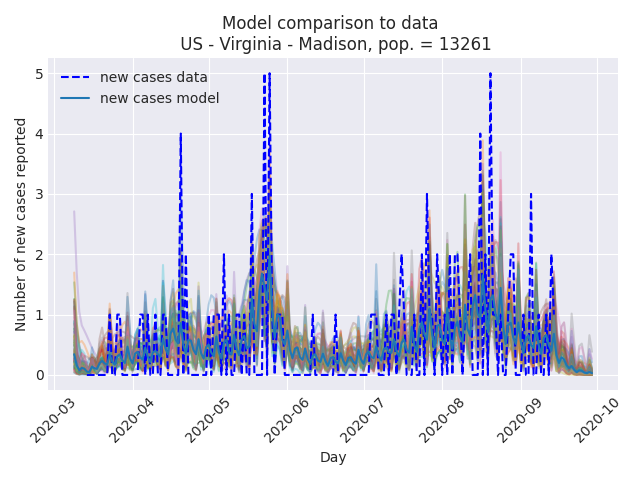 Model comparison to data
US - Virginia - Madison, pop. = 13261
new cases data
new cases model
Number of new cases reported
5
4
3
2
1
0
2020-03
2020-04
2020-05
2020-06
2020-07
2020-08
2020-09
2020-10
Day